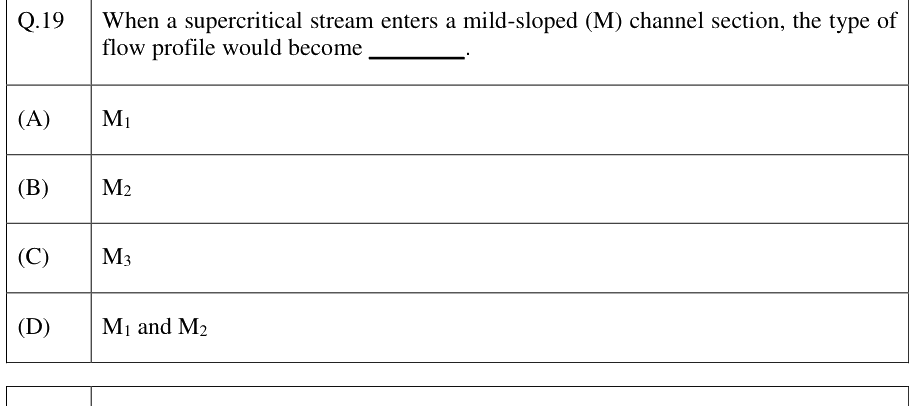 Q.19 When a supercritical stream enters a mild-sloped (M) channel section, the type of
flow profile would become ________.
(A) M₁
(B) M₂
(C) M₃
(D) M₁ and M₂